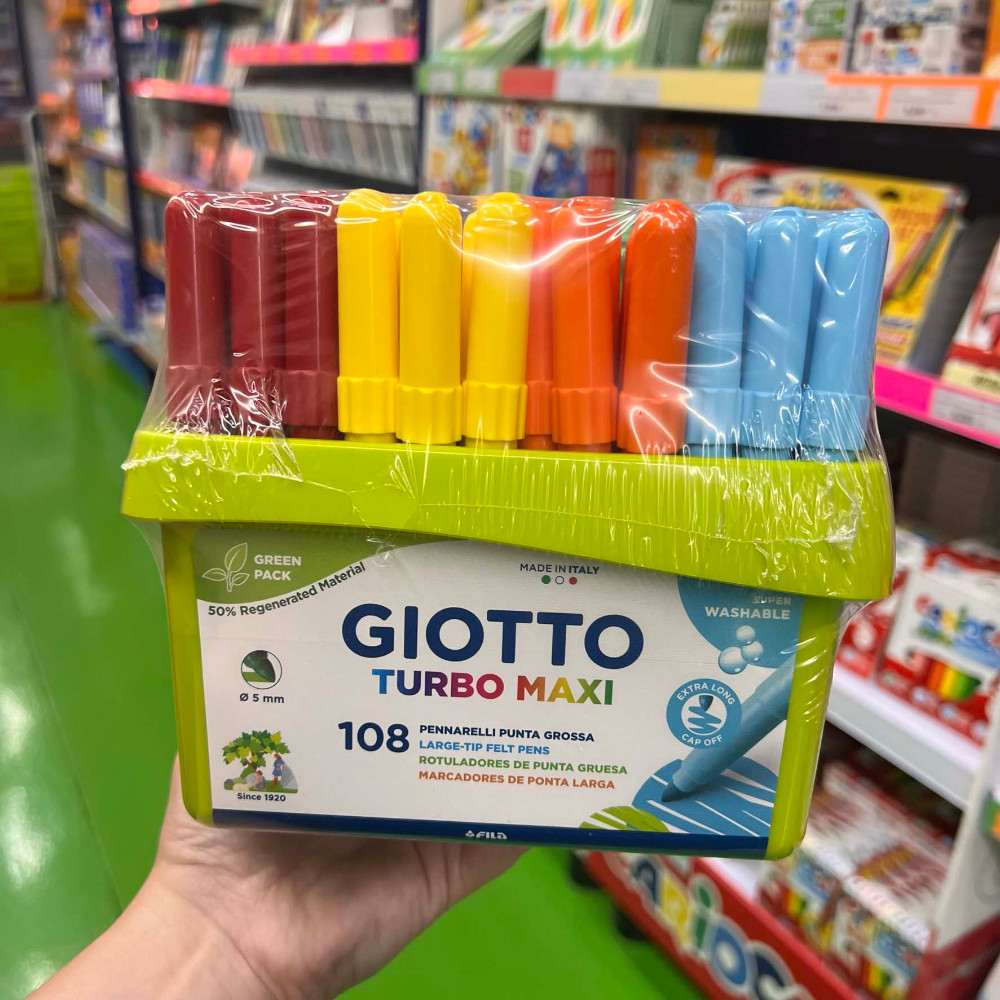 GREEN
PACK
50% Regenerated Material
MADE IN ITALY
SUPER
WASHABLE
GIOTTO
TURBO MAXI
Ø 5 mm
EXTRA LONG
CAP OFF
108 PENNARELLI PUNTA GROSSA
LARGE-TIP FELT PENS
ROTULADORES DE PUNTA GRUESA
MARCADORES DE PONTA LARGA
Since 1920
FILA
CARIOCA